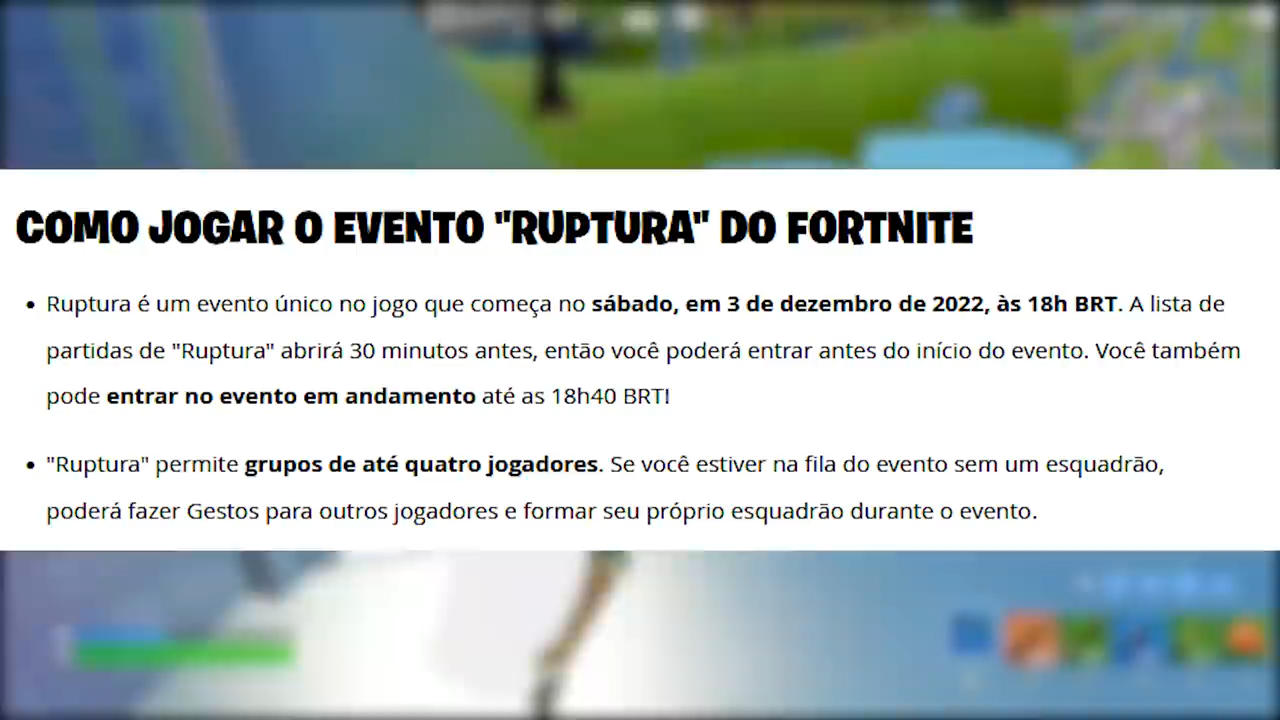 COMO JOGAR O EVENTO "RUPTURA" DO FORTNITE
• Ruptura é um evento único no jogo que começa no sábado, em 3 de dezembro de 2022, às 18h BRT. A lista de
partidas de "Ruptura" abrirá 30 minutos antes, então você poderá entrar antes do início do evento. Você também
pode entrar no evento em andamento até as 18h40 BRT!
• "Ruptura" permite grupos de até quatro jogadores. Se você estiver na fila do evento sem um esquadrão,
poderá fazer Gestos para outros jogadores e formar seu próprio esquadrão durante o evento.